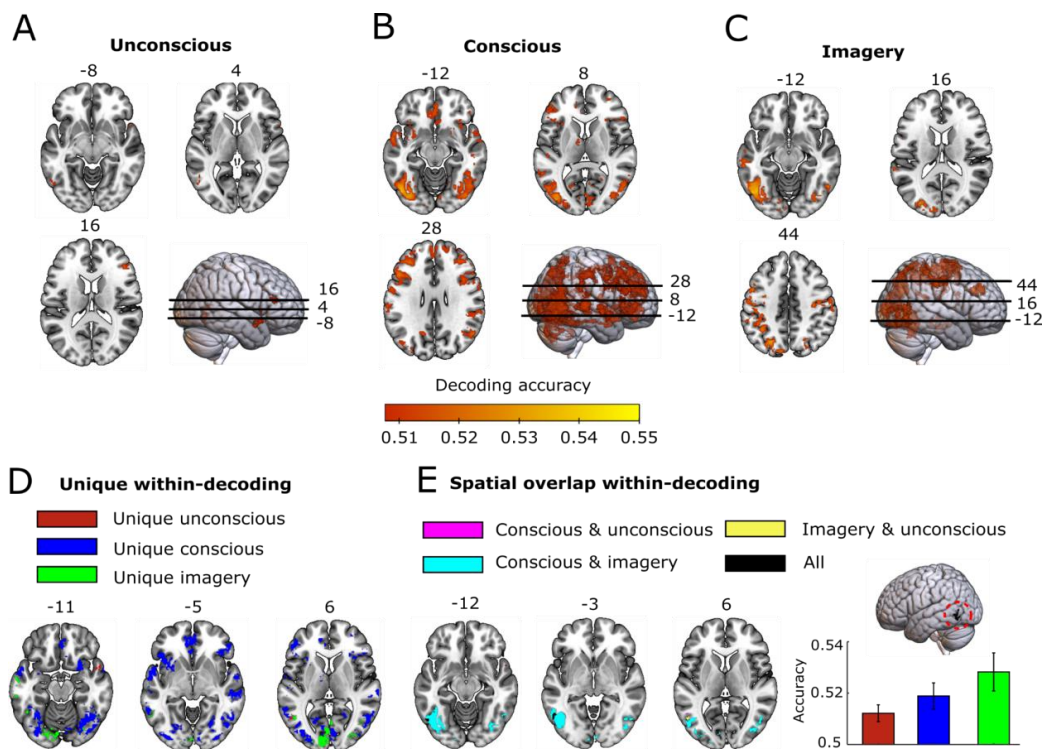 A
Unconscious
-8
4
16
16
4
-8
B
Conscious
-12
8
28
28
8
-12
C
Imagery
-12
16
44
44
16
-12
Decoding accuracy
0.51 0.52 0.53 0.54 0.55
D Unique within-decoding
Unique unconscious
Unique conscious
Unique imagery
-11
-5
6
E Spatial overlap within-decoding
Conscious & unconscious
Imagery & unconscious
Conscious & imagery
All
-12
-3
6
Accuracy
0.54
0.52
0.5